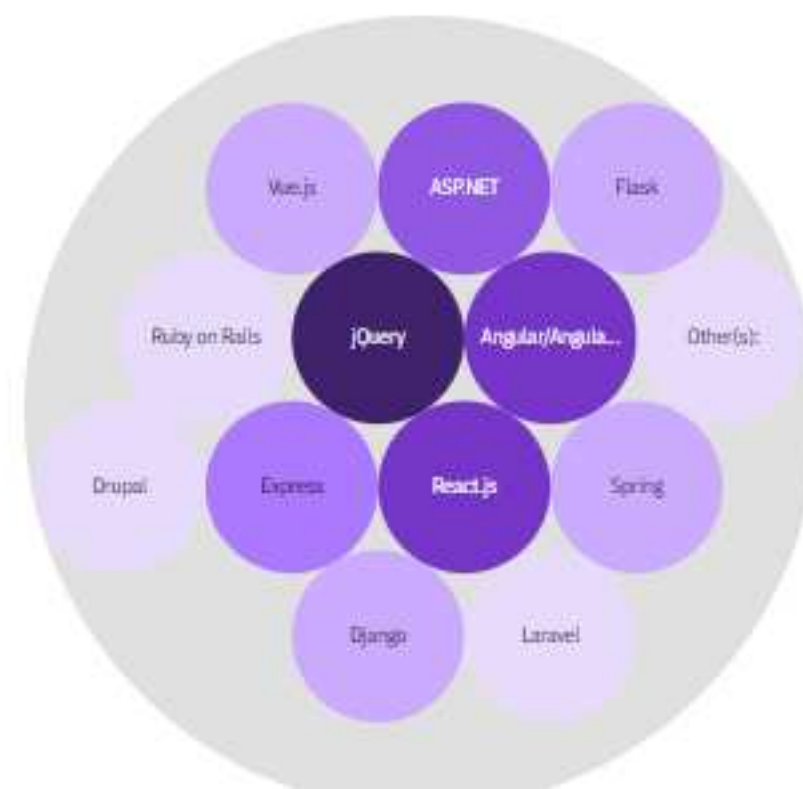 Vue.js
ASP.NET
Flask
Ruby on Rails
jQuery
Angular/Angula...
Other(s):
Drupal
Express
React.js
Spring
Django
Laravel